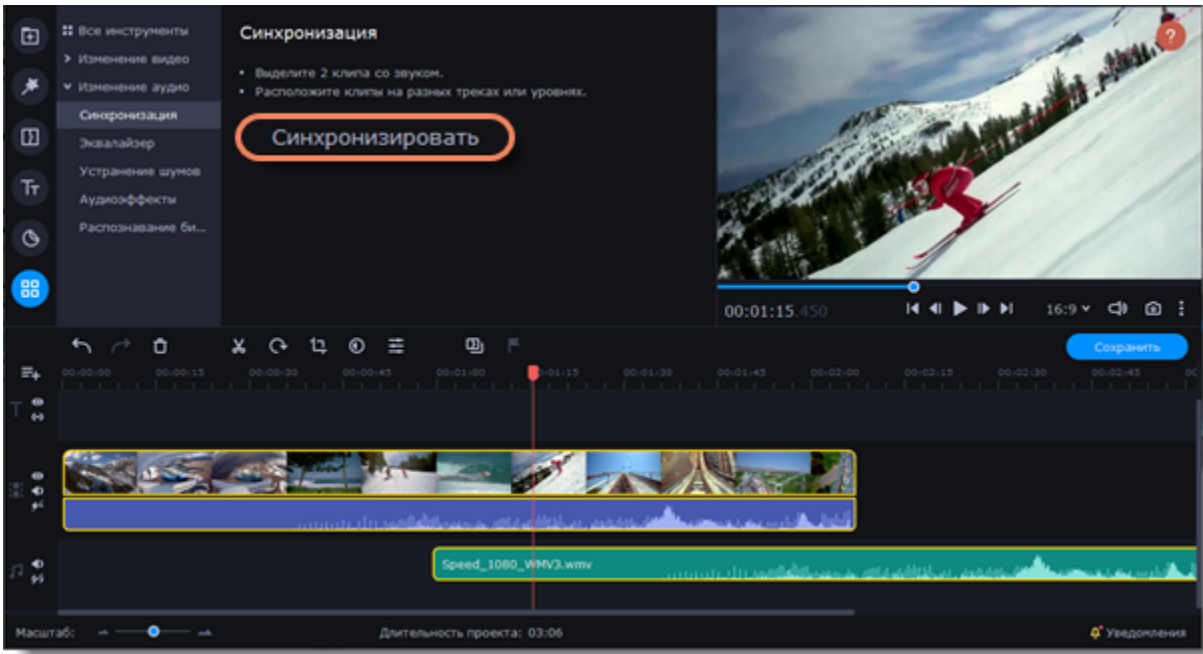 Все инструменты
Изменение видео
Изменение аудио
Синхронизация
Эквалайзер
Устранение шумов
Аудиоэффекты
Распознавание би...
Синхронизация
• Выделите 2 клипа со звуком.
• Расположите клипы на разных треках или уровнях.
Синхронизировать
?
00:01:15.450
16:9
Сохранить
00:00:00 00:00:15 00:00:30 00:00:45 00:01:00 00:01:15 00:01:30 00:01:45 00:02:00 00:02:15 00:02:30 00:02:45 00
Speed_1080_WMV3.wmv
Масштаб:
Длительность проекта: 03:06
Уведомления